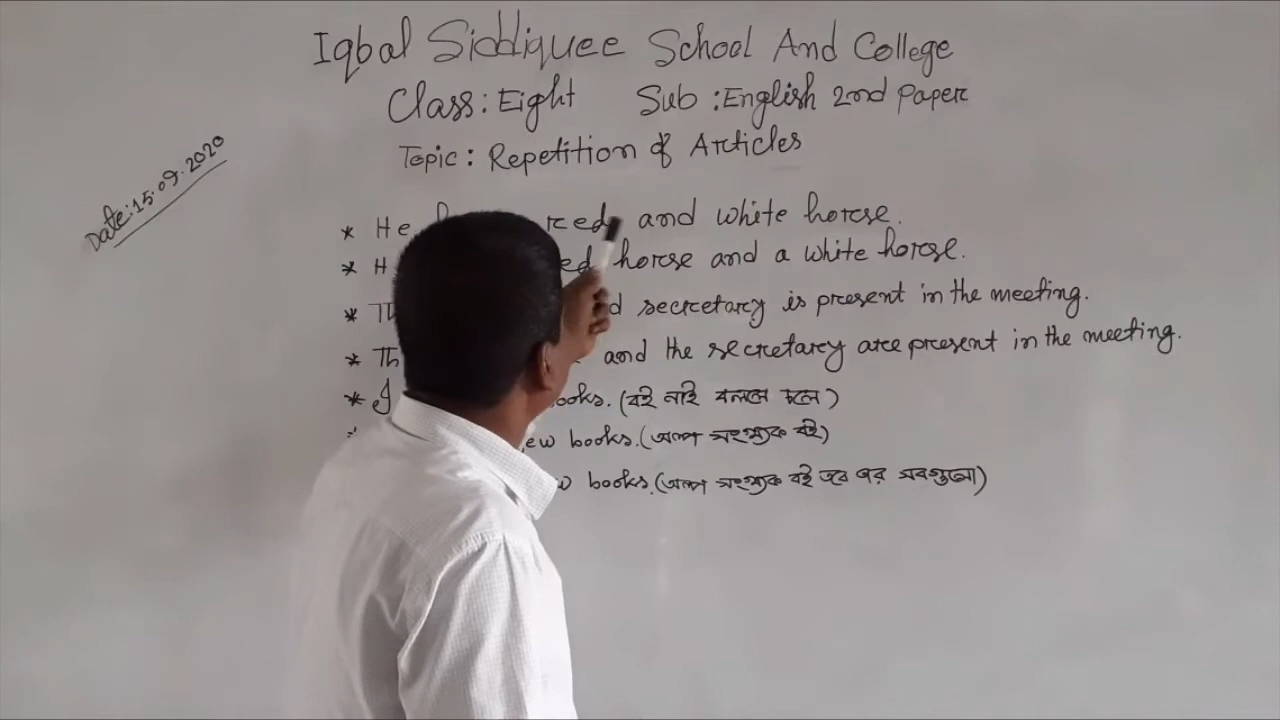 Iqbal Siddiquee School And College
Class: Eight Sub: English 2nd Paper
Topic: Repetition of Articles
Date: 15.09.2020
* He and white horse.
* horse and a white horse.
* secretary is present in the meeting.
* and the secretary are present in the meeting.
* I books. (বই নাই বললে চলে)
books. (অল্প সংখ্যক বই)
books. (অল্প সংখ্যক বই তবে এর সবগুলো)